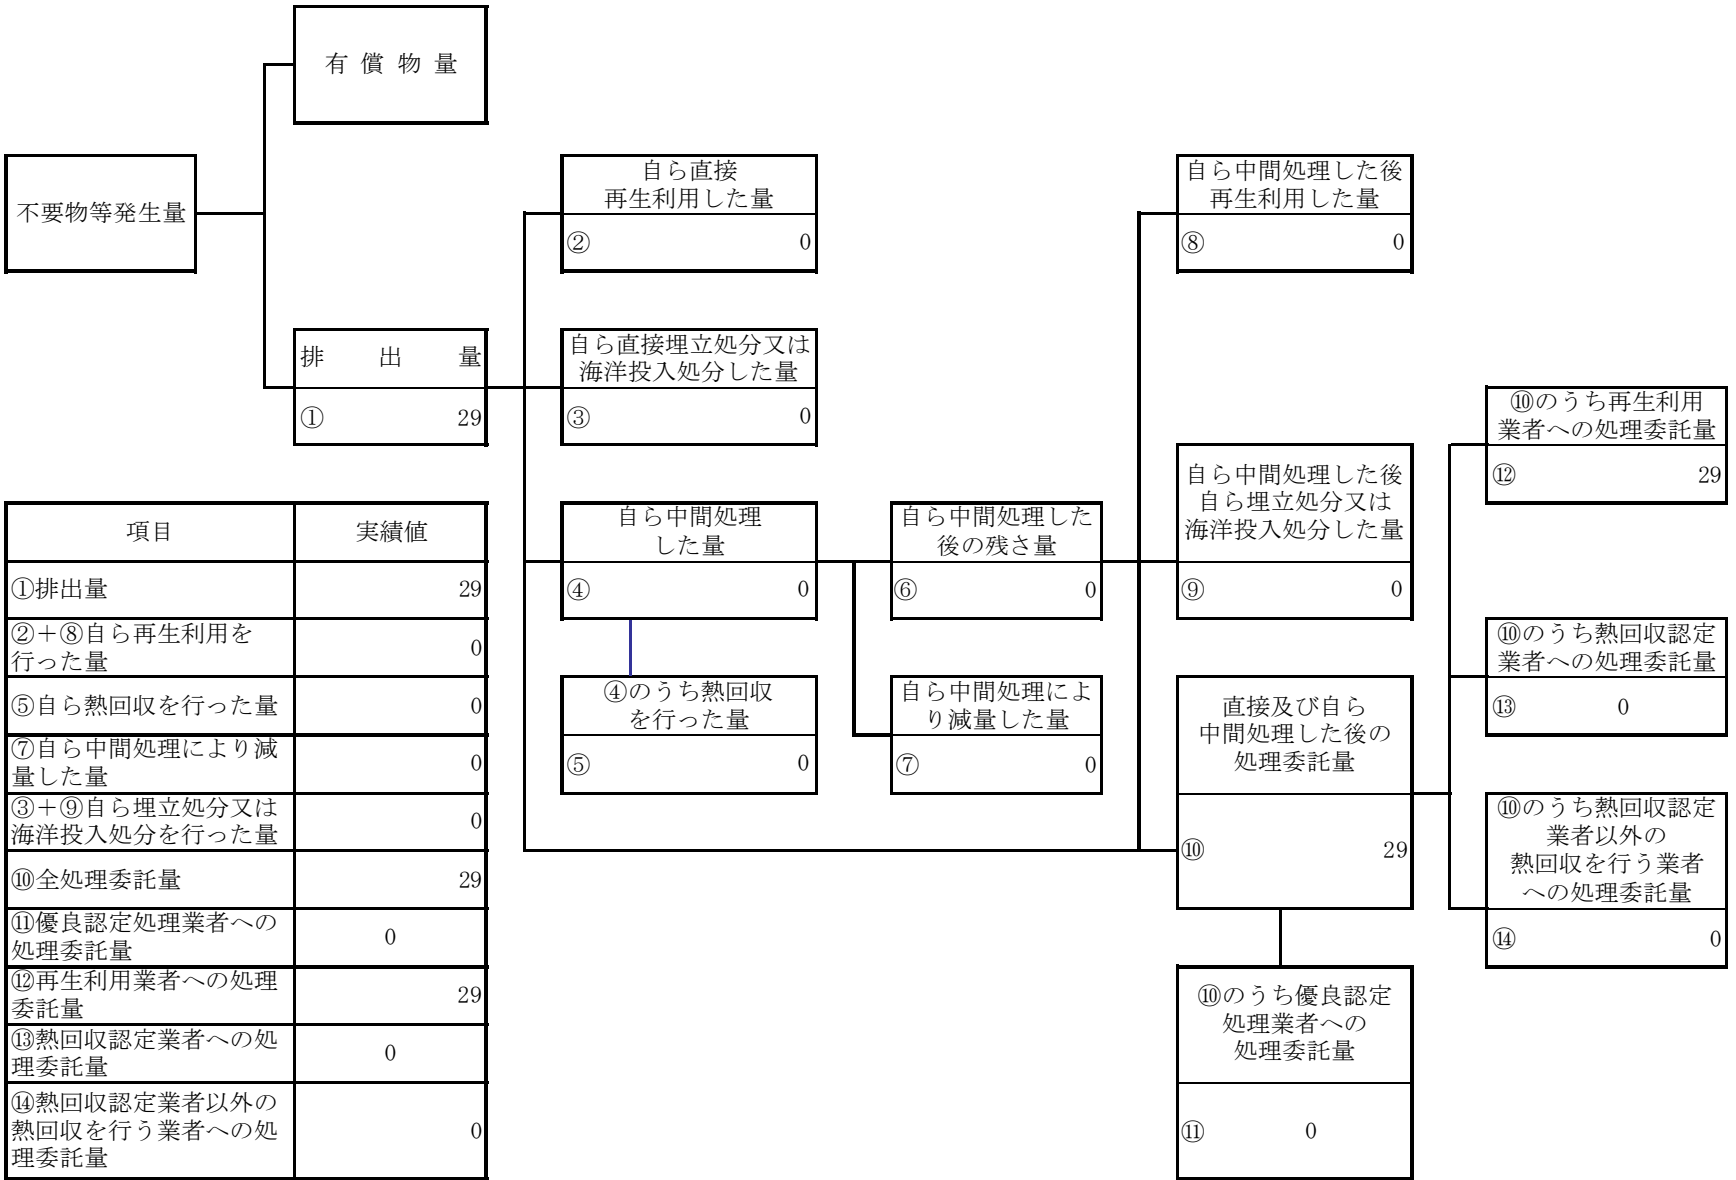 有償物量
不要物等発生量
自ら直接
再生利用した量
② 0
自ら中間処理した後
再生利用した量
⑧ 0
排出量
① 29
自ら直接埋立処分又は
海洋投入処分した量
③ 0
⑩のうち再生利用
業者への処理委託量
⑫ 29
自ら中間処理した後
自ら埋立処分又は
海洋投入処分した量
⑨ 0
自ら中間処理
した量
④ 0
自ら中間処理した
後の残さ量
⑥ 0
⑩のうち熱回収認定
業者への処理委託量
⑬ 0
④のうち熱回収
を行った量
⑤ 0
自ら中間処理によ
り減量した量
⑦ 0
直接及び自ら
中間処理した後の
処理委託量
⑩ 29
⑩のうち熱回収認定
業者以外の
熱回収を行う業者
への処理委託量
⑭ 0
⑩のうち優良認定
処理業者への
処理委託量
⑪ 0
項目 実績値
①排出量 29
②+⑧自ら再生利用を
行った量 0
⑤自ら熱回収を行った量 0
⑦自ら中間処理により減
量した量 0
③+⑨自ら埋立処分又は
海洋投入処分を行った量 0
⑩全処理委託量 29
⑪優良認定処理業者への
処理委託量 0
⑫再生利用業者への処理
委託量 29
⑬熱回収認定業者への処
理委託量 0
⑭熱回収認定業者以外の
熱回収を行う業者への処
理委託量 0